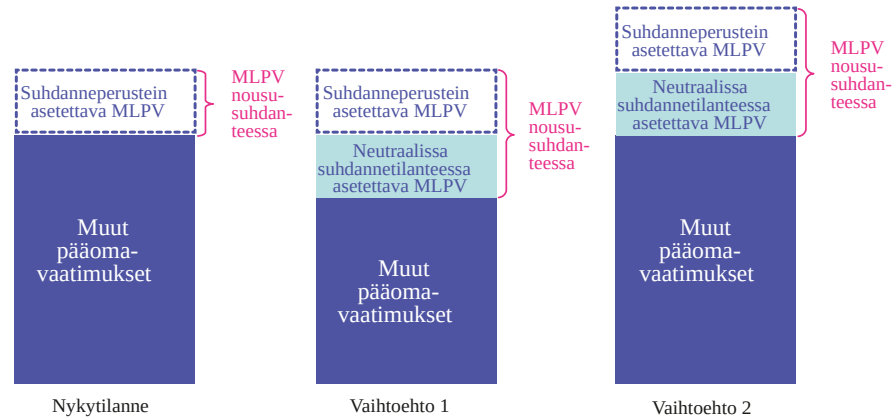 Suhdanneperustein
asetettava MLPV
MLPV
nousu-
suhdan-
teessa
Muut
pääoma-
vaatimukset
Nykytilanne
Suhdanneperustein
asetettava MLPV
Neutraalissa
suhdannetilanteessa
asetettava MLPV
MLPV
nousu-
suhdan-
teessa
Muut
pääoma-
vaatimukset
Vaihtoehto 1
Suhdanneperustein
asetettava MLPV
Neutraalissa
suhdannetilanteessa
asetettava MLPV
MLPV
nousu-
suhdan-
teessa
Muut
pääoma-
vaatimukset
Vaihtoehto 2